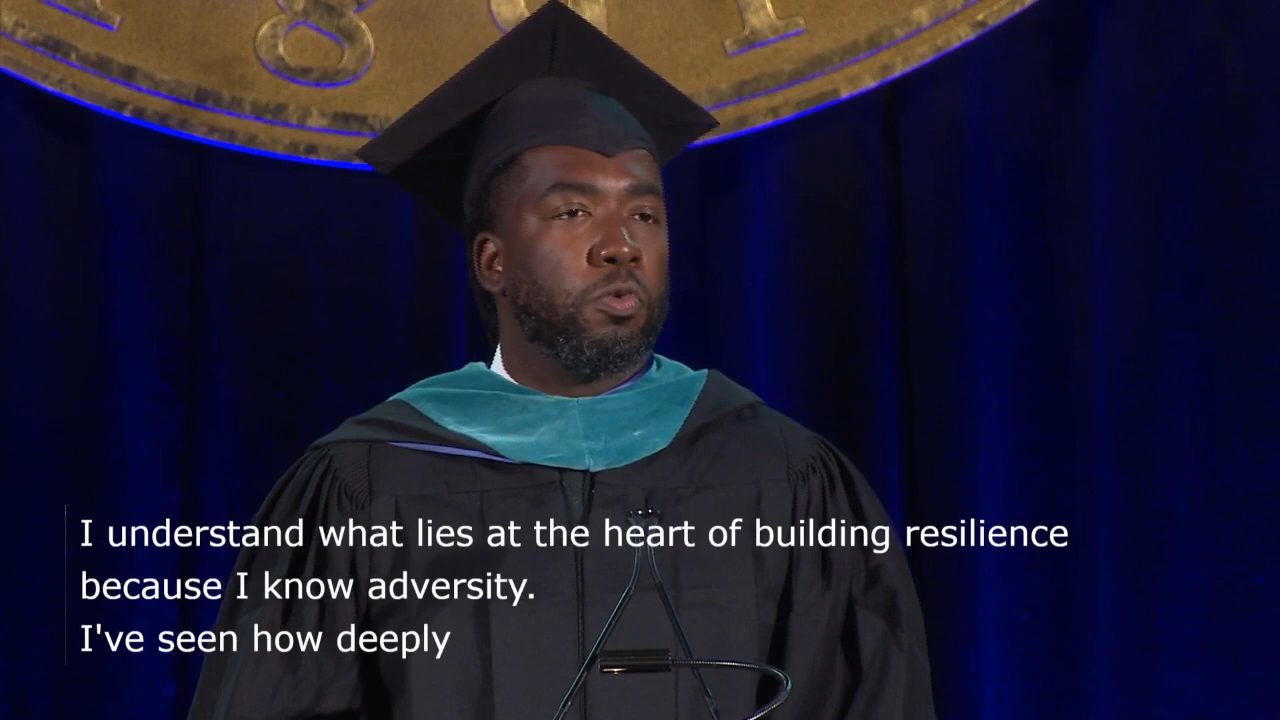 I understand what lies at the heart of building resilience
because I know adversity.
I've seen how deeply